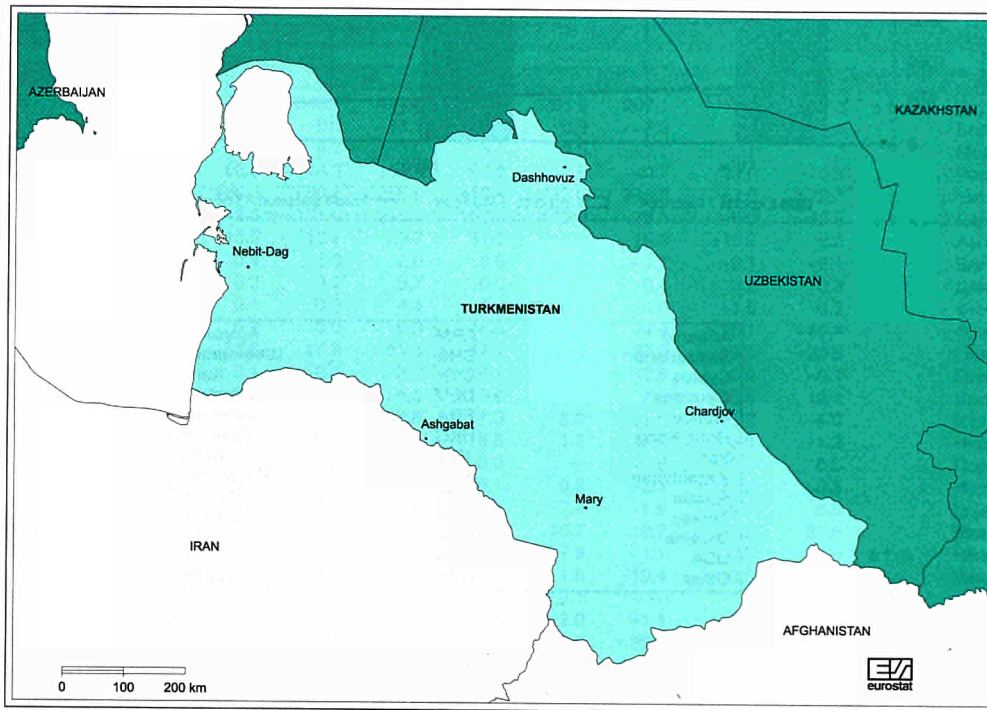 AZERBAIJAN
KAZAKHSTAN
Dashhovuz
Nebit-Dag
UZBEKISTAN
TURKMENISTAN
Chardjov
Ashgabat
Mary
IRAN
AFGHANISTAN
0 100 200 km
eurostat